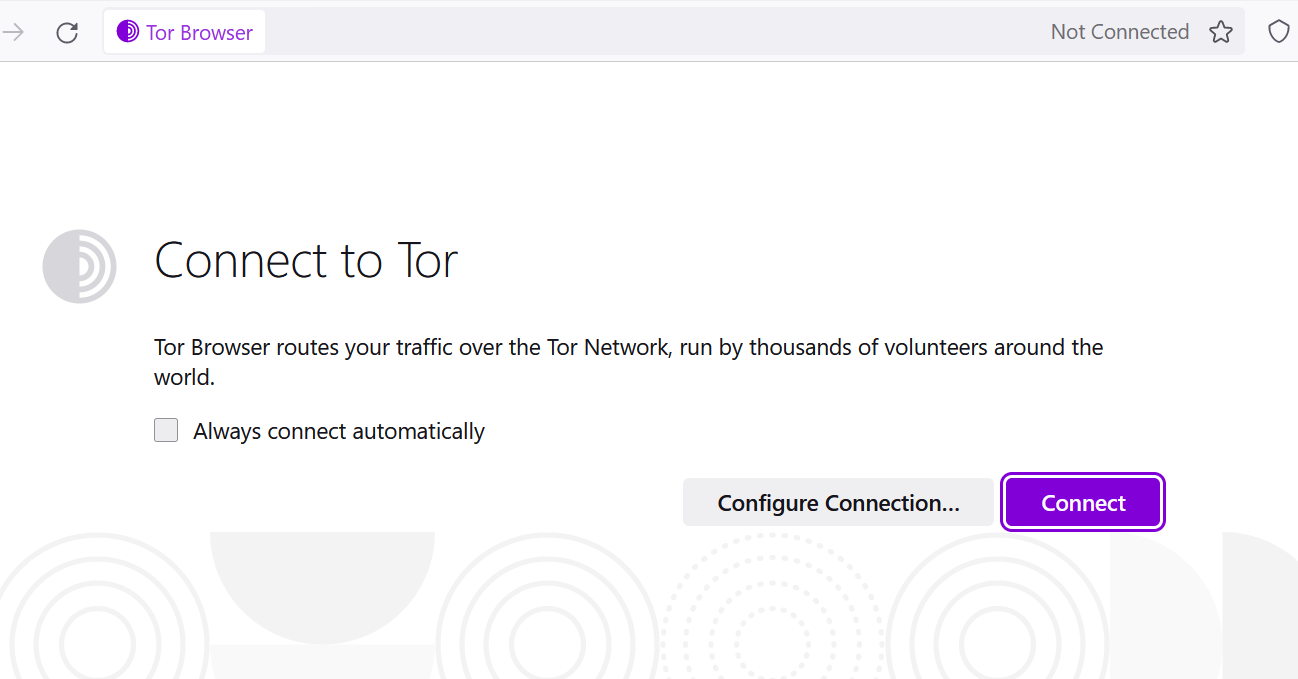 Tor Browser
Not Connected
Connect to Tor
Tor Browser routes your traffic over the Tor Network, run by thousands of volunteers around the
world.
Always connect automatically
Configure Connection...
Connect